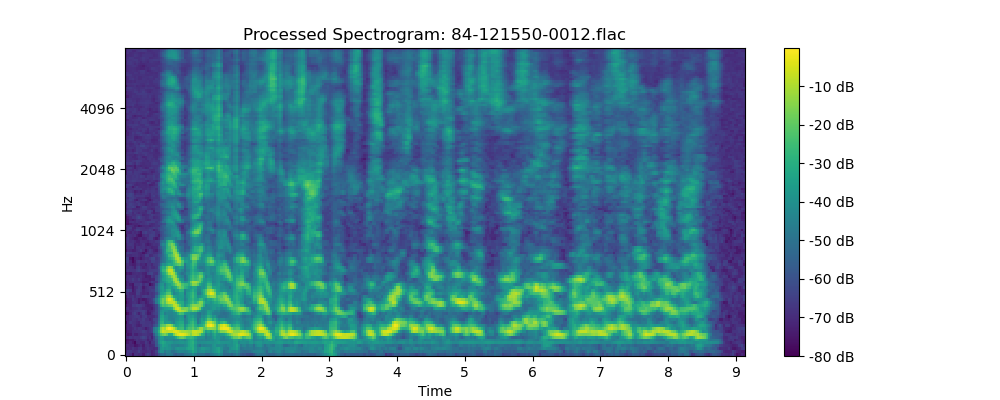 Processed Spectrogram: 84-121550-0012.flac
Hz
4096
2048
1024
512
0
0 1 2 3 4 5 6 7 8 9
Time
-10 dB
-20 dB
-30 dB
-40 dB
-50 dB
-60 dB
-70 dB
-80 dB